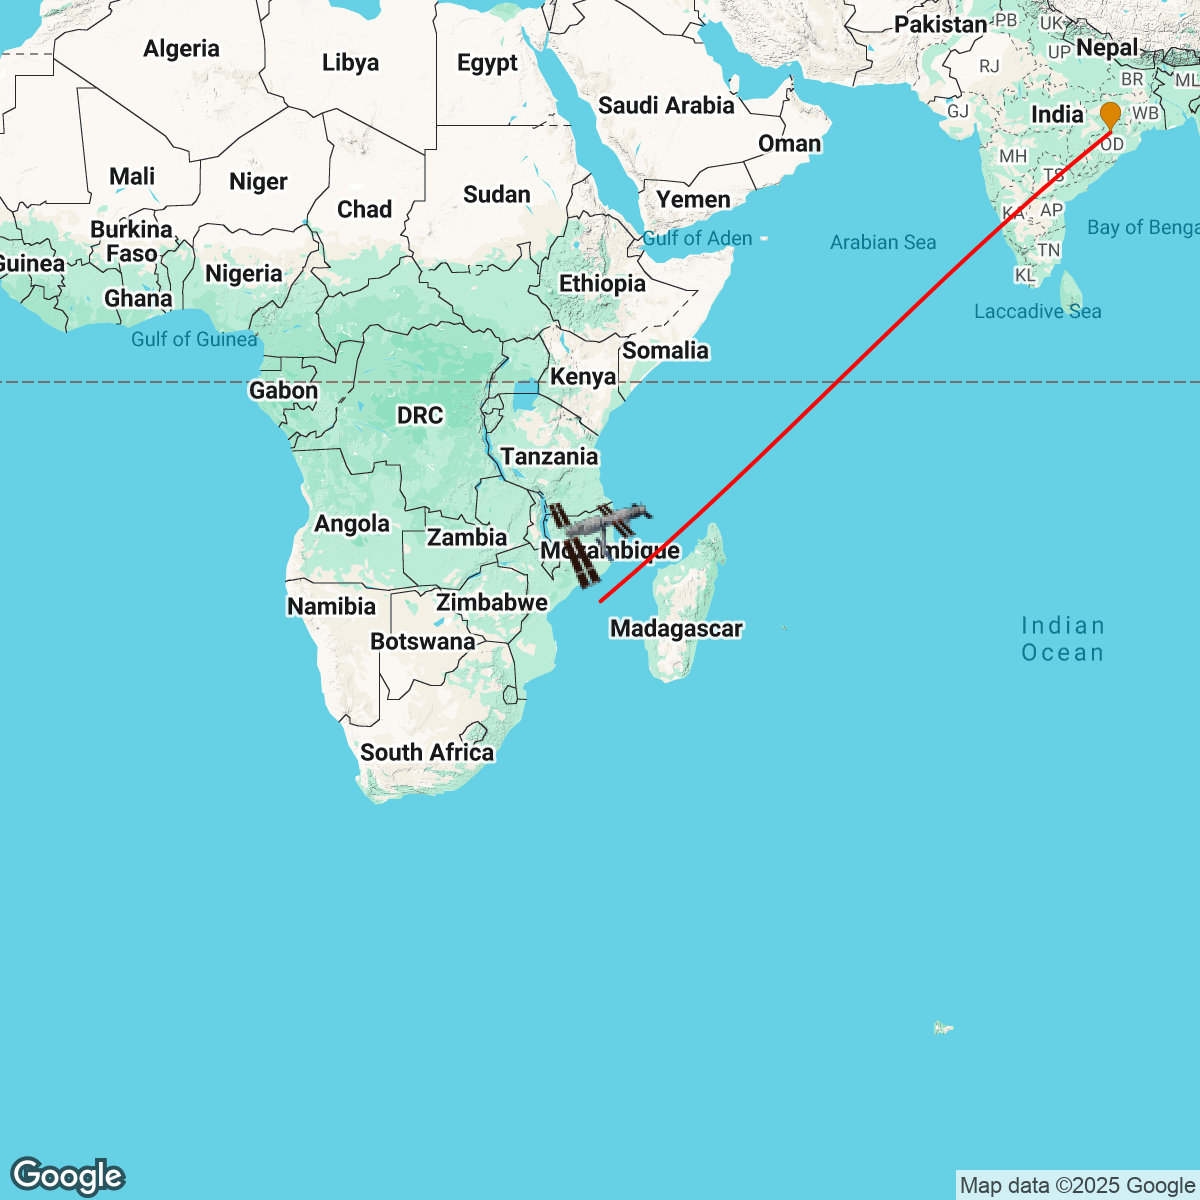 Pakistan
PB
UK
Algeria
Libya
Egypt
UP
Nepal
RJ
BR
ML
Saudi Arabia
GJ
India
WB
Oman
OD
MH
Mali
Niger
Sudan
TS
Chad
Yemen
KA
AP
Burkina
Faso
Bay of Benga
Gulf of Aden
Arabian Sea
TN
Guinea
Nigeria
KL
Ethiopia
Ghana
Laccadive Sea
Gulf of Guinea
Somalia
Kenya
Gabon
DRC
Tanzania
Angola
Zambia
Mozambique
Namibia
Zimbabwe
Madagascar
Indian
Ocean
Botswana
South Africa
Google
Map data ©2025 Google